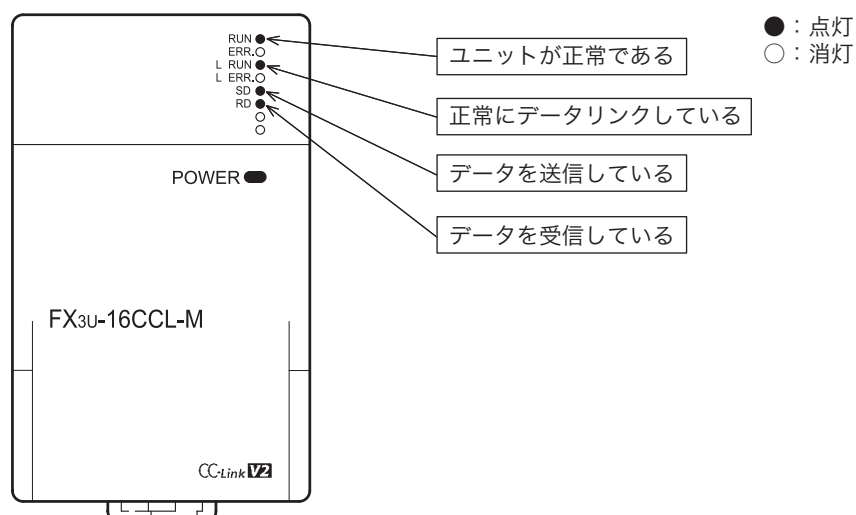 RUN
ERR.
L RUN
L ERR.
SD
RD
POWER
FX3U-16CCL-M
CC-Link V2
ユニットが正常である
正常にデータリンクしている
データを送信している
データを受信している
●：点灯
○：消灯